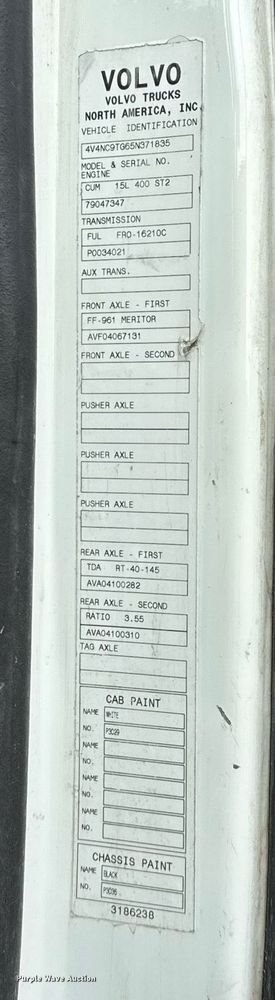 VOLVO
VOLVO TRUCKS
NORTH AMERICA, INC.
VEHICLE IDENTIFICATION
4V4NC9TG65N371835
MODEL & SERIAL NO.
ENGINE
CUM 15L 400 ST2
79047347
TRANSMISSION
FUL FRO-16210C
P0034021
AUX TRANS.
FRONT AXLE - FIRST
FF-961 MERITOR
AVF04067131
FRONT AXLE - SECOND
PUSHER AXLE
PUSHER AXLE
PUSHER AXLE
REAR AXLE - FIRST
TDA RT-40-145
AVA04100282
REAR AXLE - SECOND
RATIO 3.55
AVA04100310
TAG AXLE
CAB PAINT
NAME WHITE
NO. P3029
NAME
NO.
NAME
NO.
NAME
NO.
CHASSIS PAINT
NAME BLACK
NO. P3036
3186238
Purple Wave Auction